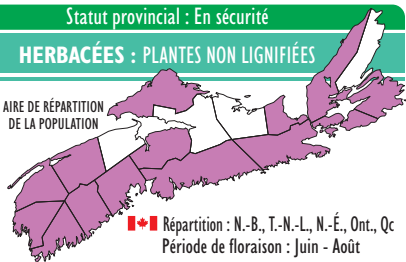 Statut provincial : En sécurité
HERBACÉES : PLANTES NON LIGNIFIÉES
AIRE DE RÉPARTITION
DE LA POPULATION
Répartition : N.-B., T.-N.-L., N.-É., Ont., Qc
Période de floraison : Juin - Août